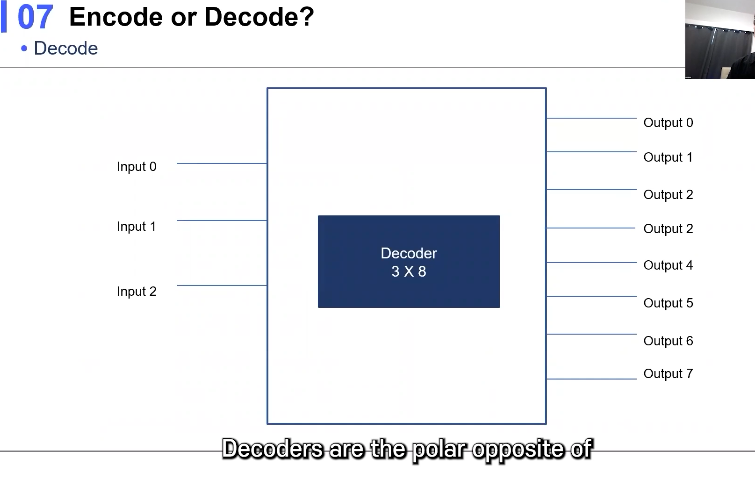 07 Encode or Decode?
• Decode
Input 0
Input 1
Input 2
Decoder
3 X 8
Output 0
Output 1
Output 2
Output 2
Output 4
Output 5
Output 6
Output 7
Decoders are the polar opposite of